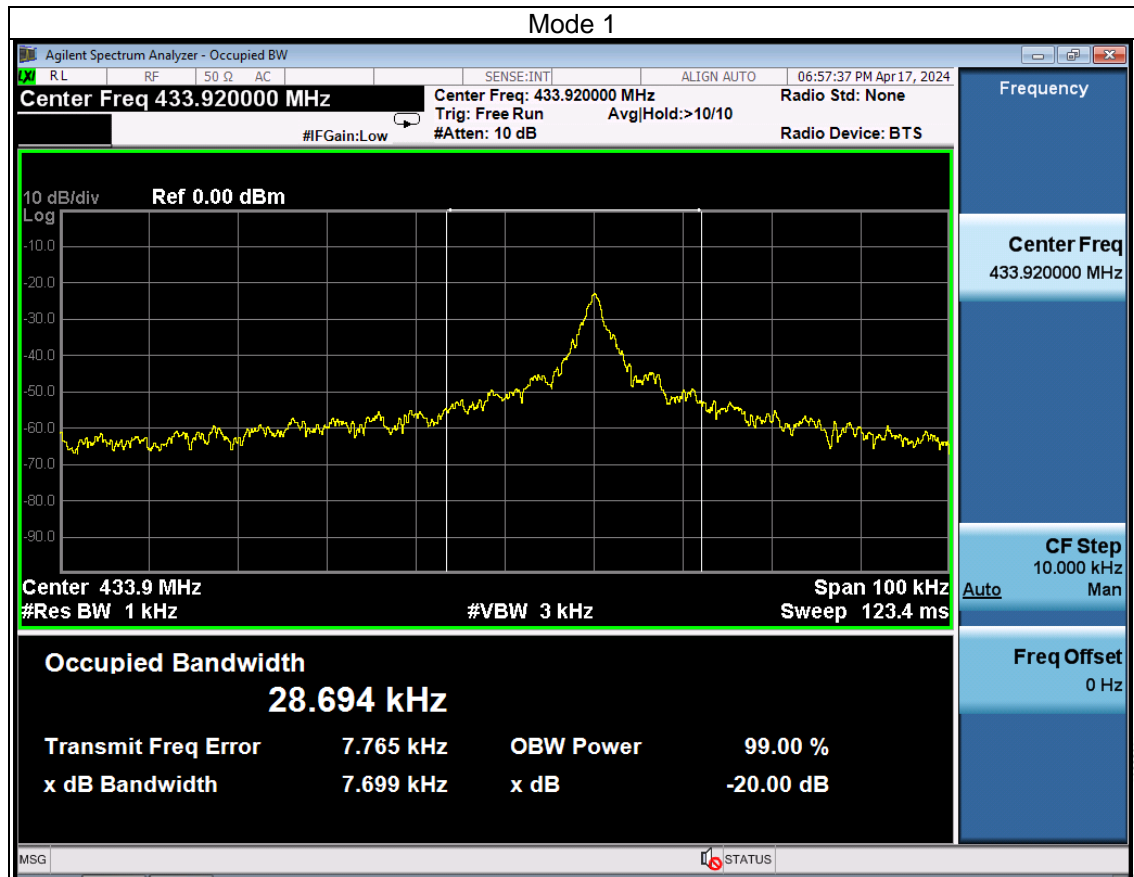 Mode 1
Agilent Spectrum Analyzer - Occupied BW
LXI RL RF 50 Ω AC SENSE:INT ALIGN AUTO 06:57:37 PM Apr 17, 2024
Center Freq 433.920000 MHz
Center Freq: 433.920000 MHz Radio Std: None
Trig: Free Run Avg|Hold:>10/10
#IFGain:Low #Atten: 10 dB Radio Device: BTS
10 dB/div Ref 0.00 dBm
Log
-10.0
-20.0
-30.0
-40.0
-50.0
-60.0
-70.0
-80.0
-90.0
Center 433.9 MHz Span 100 kHz
#Res BW 1 kHz #VBW 3 kHz Sweep 123.4 ms
Occupied Bandwidth
28.694 kHz
Transmit Freq Error 7.765 kHz OBW Power 99.00 %
x dB Bandwidth 7.699 kHz x dB -20.00 dB
Frequency
Center Freq
433.920000 MHz
CF Step
10.000 kHz
Auto Man
Freq Offset
0 Hz
MSG STATUS